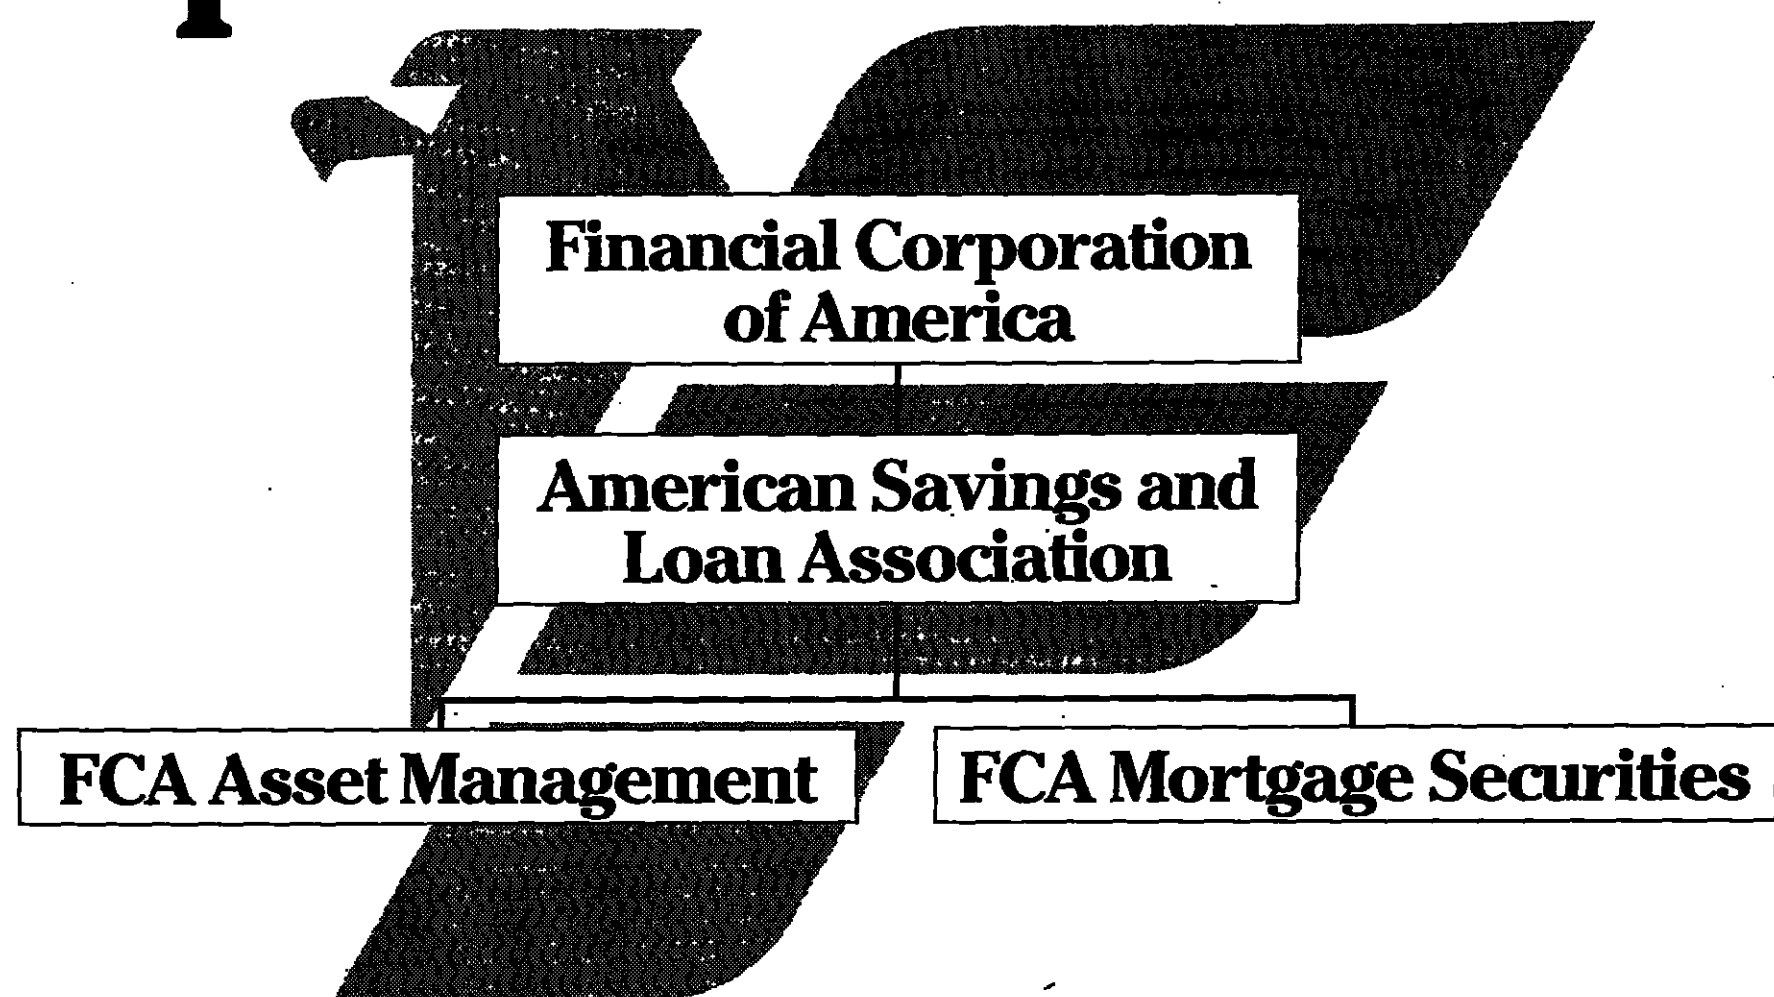 Financial Corporation
of America
American Savings and
Loan Association
FCA Asset Management
FCA Mortgage Securities